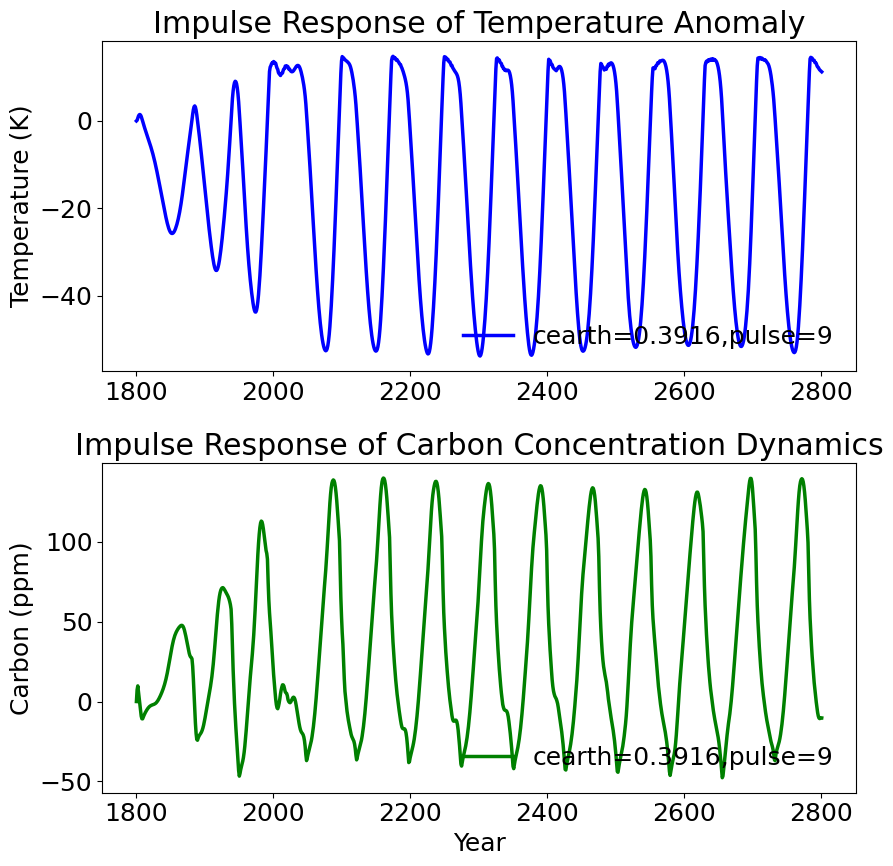 Impulse Response of Temperature Anomaly
Temperature (K)
0
−20
−40
cearth=0.3916,pulse=9
1800 2000 2200 2400 2600 2800
Impulse Response of Carbon Concentration Dynamics
Carbon (ppm)
100
50
0
−50
cearth=0.3916,pulse=9
1800 2000 2200 2400 2600 2800
Year